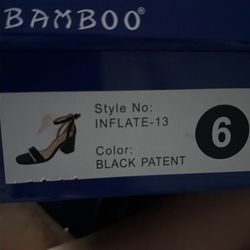 BAMBOO®
Style No:
INFLATE-13
Color:
BLACK PATENT
6